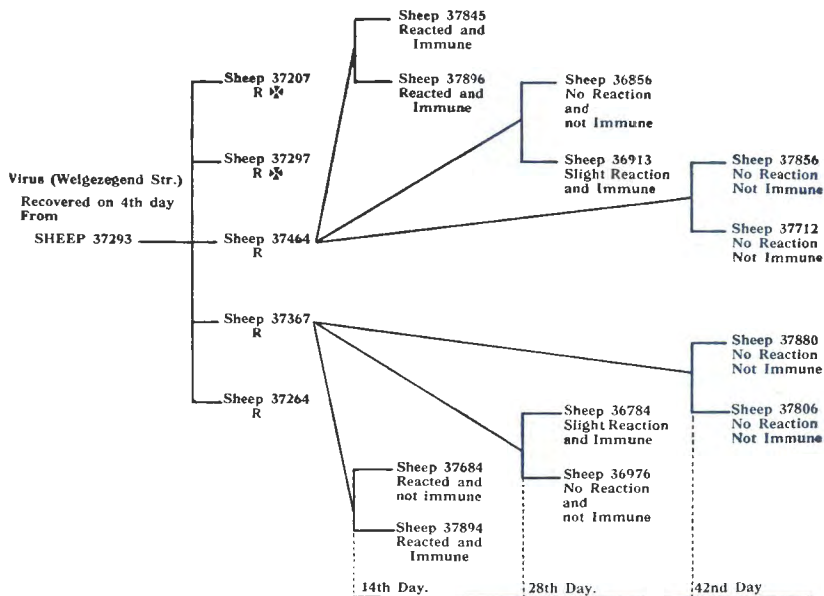 Virus (Welgezegend Str.)
Recovered on 4th day
From
SHEEP 37293
Sheep 37207
R ✠
Sheep 37297
R ✠
Sheep 37464
R
Sheep 37367
R
Sheep 37264
R
Sheep 37845
Reacted and
Immune
Sheep 37896
Reacted and
Immune
Sheep 36856
No Reaction
and
not Immune
Sheep 36913
Slight Reaction
and Immune
Sheep 37856
No Reaction
Not Immune
Sheep 37712
No Reaction
Not Immune
Sheep 37880
No Reaction
Not Immune
Sheep 37806
No Reaction
Not Immune
Sheep 36784
Slight Reaction
and Immune
Sheep 36976
No Reaction
and
not Immune
Sheep 37684
Reacted and
not immune
Sheep 37894
Reacted and
Immune
14th Day.
28th Day.
42nd Day